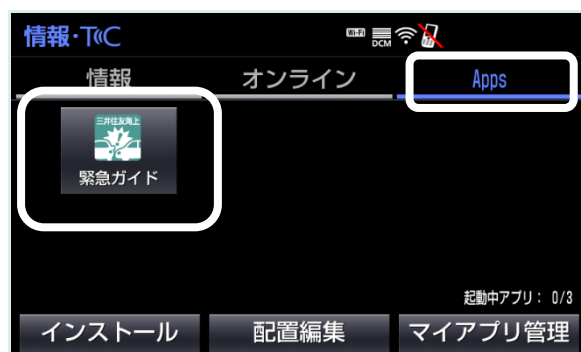 情報・T(C
Wi-Fi DCM
情報 オンライン Apps
三井住友海上
緊急ガイド
起動中アプリ： 0/3
インストール 配置編集 マイアプリ管理